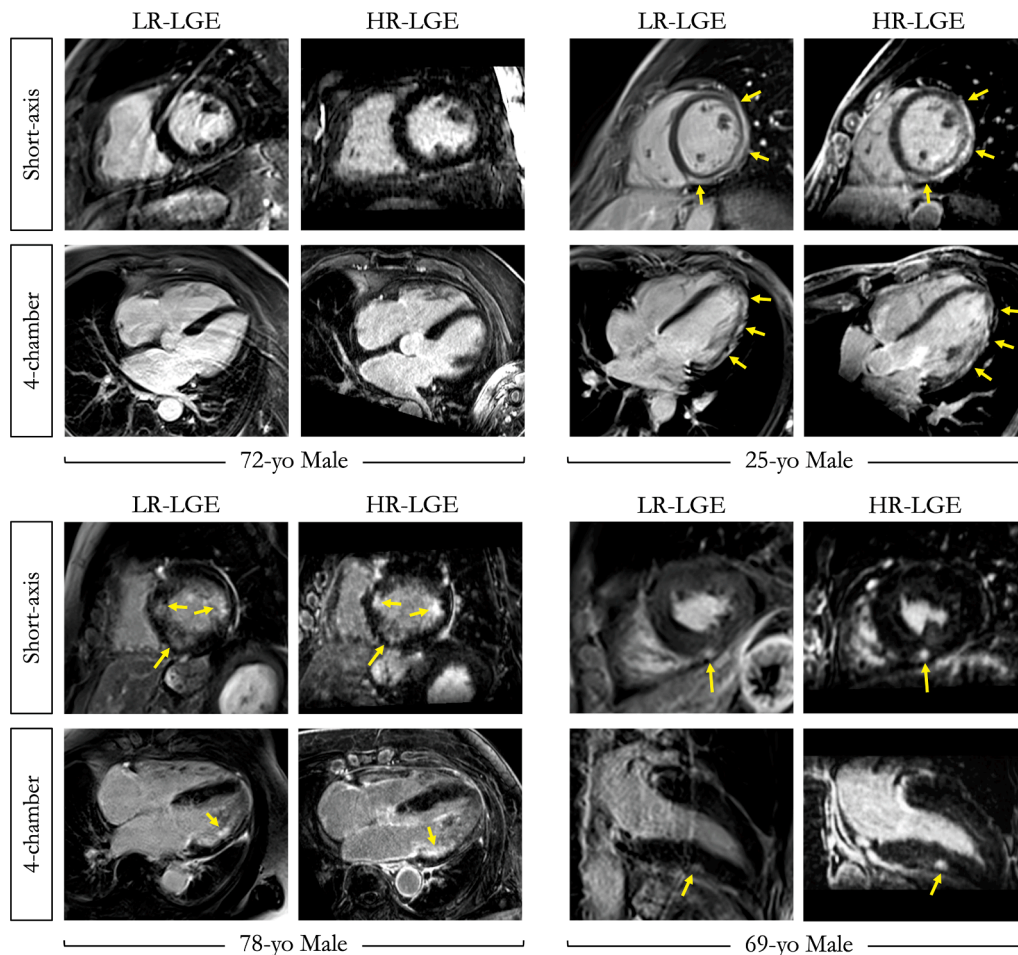 LR-LGE HR-LGE LR-LGE HR-LGE
Short-axis
4-chamber
72-yo Male 25-yo Male
LR-LGE HR-LGE LR-LGE HR-LGE
Short-axis
4-chamber
78-yo Male 69-yo Male